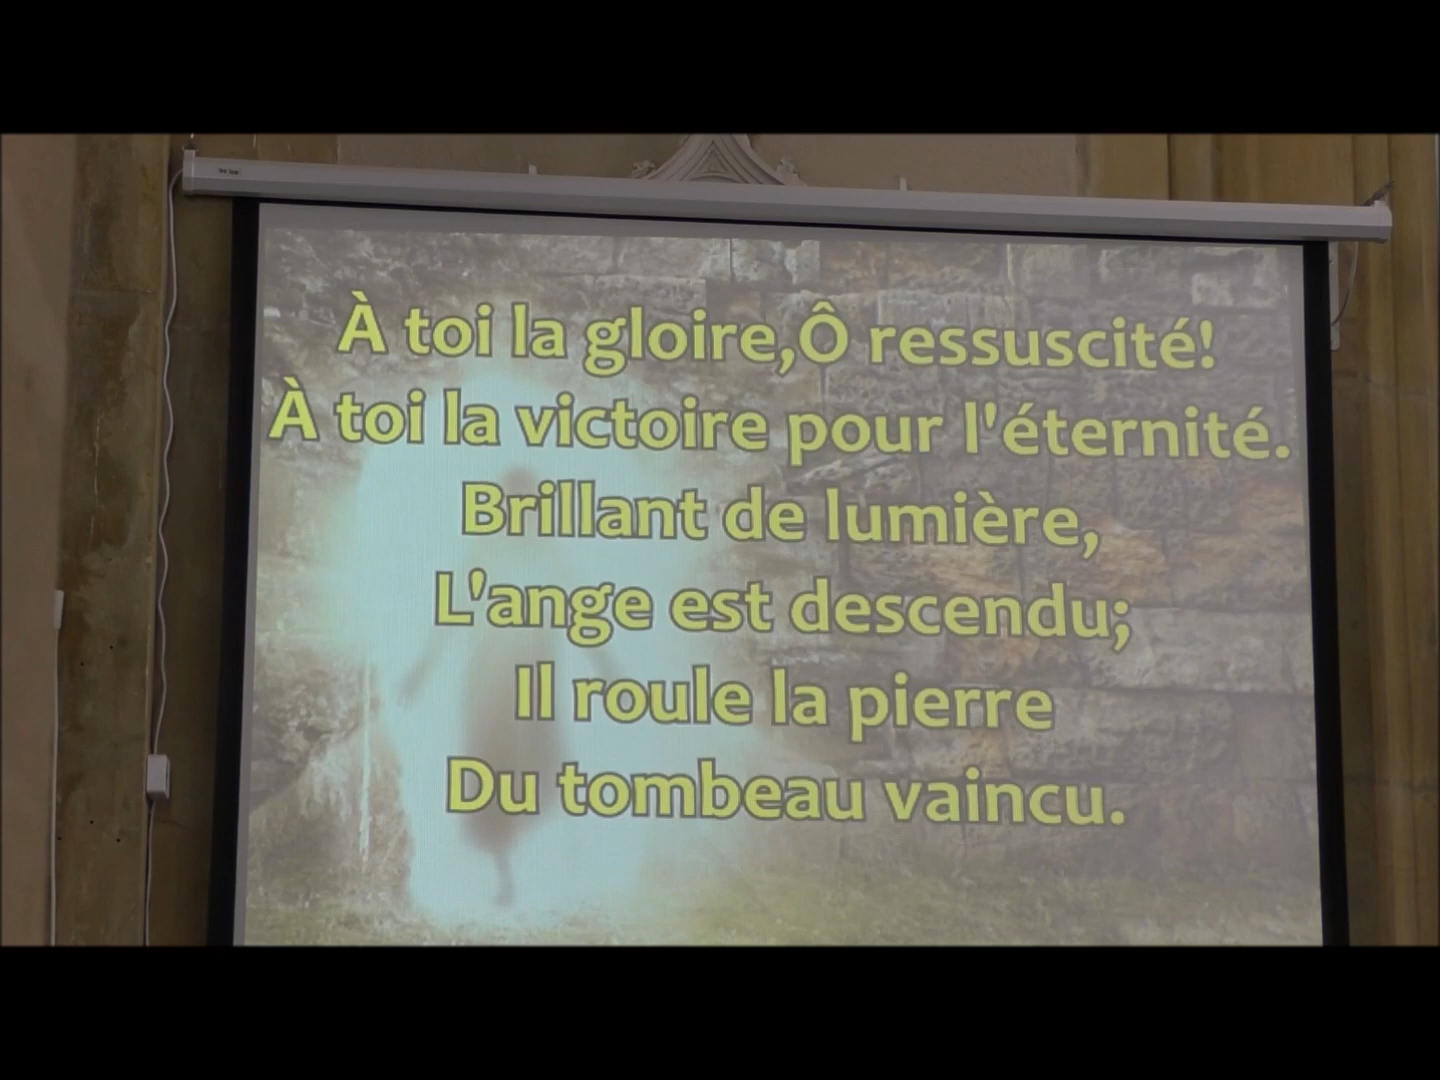 À toi la gloire,Ô ressuscité!
À toi la victoire pour l'éternité.
Brillant de lumière,
L'ange est descendu;
Il roule la pierre
Du tombeau vaincu.